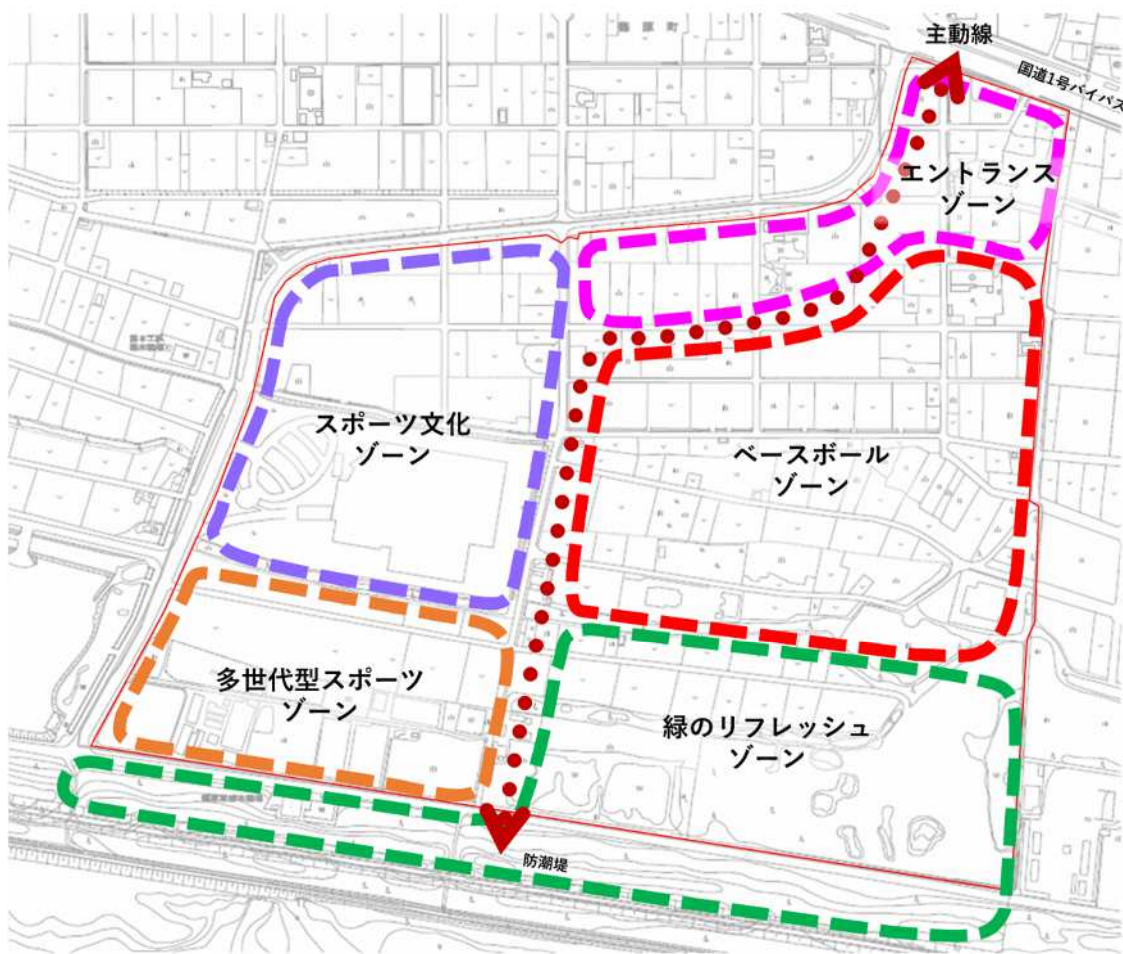 篠原町
主動線
国道1号バイパス
エントランス
ゾーン
スポーツ文化
ゾーン
ベースボール
ゾーン
多世代型スポーツ
ゾーン
緑のリフレッシュ
ゾーン
防潮堤